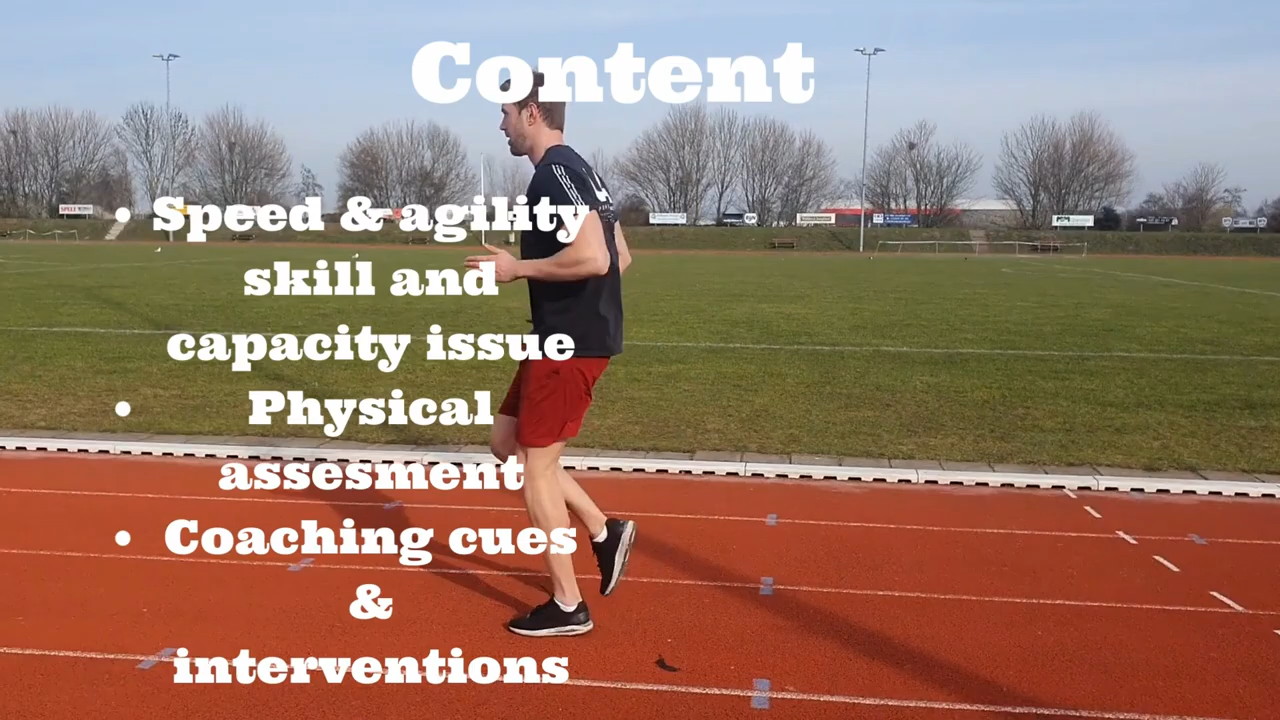 Content
• Speed & agility
skill and
capacity issue
• Physical
assesment
• Coaching cues
&
interventions